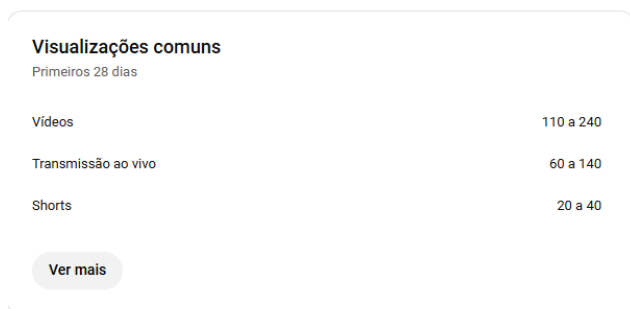 Visualizações comuns
Primeiros 28 dias
Vídeos 110 a 240
Transmissão ao vivo 60 a 140
Shorts 20 a 40
Ver mais